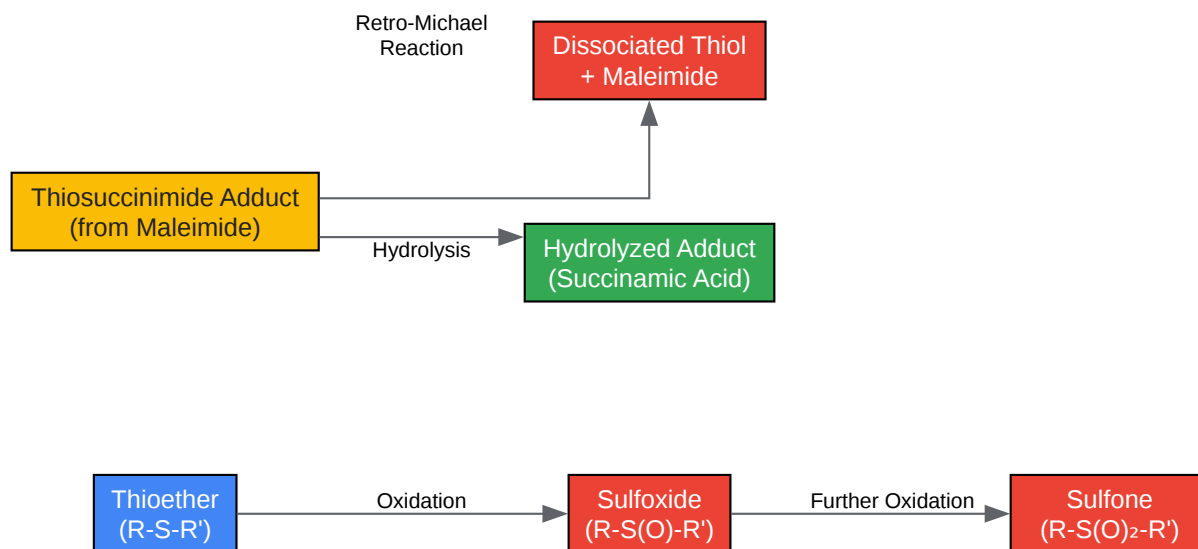 Retro-Michael
Reaction
Dissociated Thiol
+ Maleimide
Thiosuccinimide Adduct
(from Maleimide)
Hydrolysis
Hydrolyzed Adduct
(Succinamic Acid)
Thioether
(R-S-R')
Oxidation
Sulfoxide
(R-S(O)-R')
Further Oxidation
Sulfone
(R-S(O)₂-R')